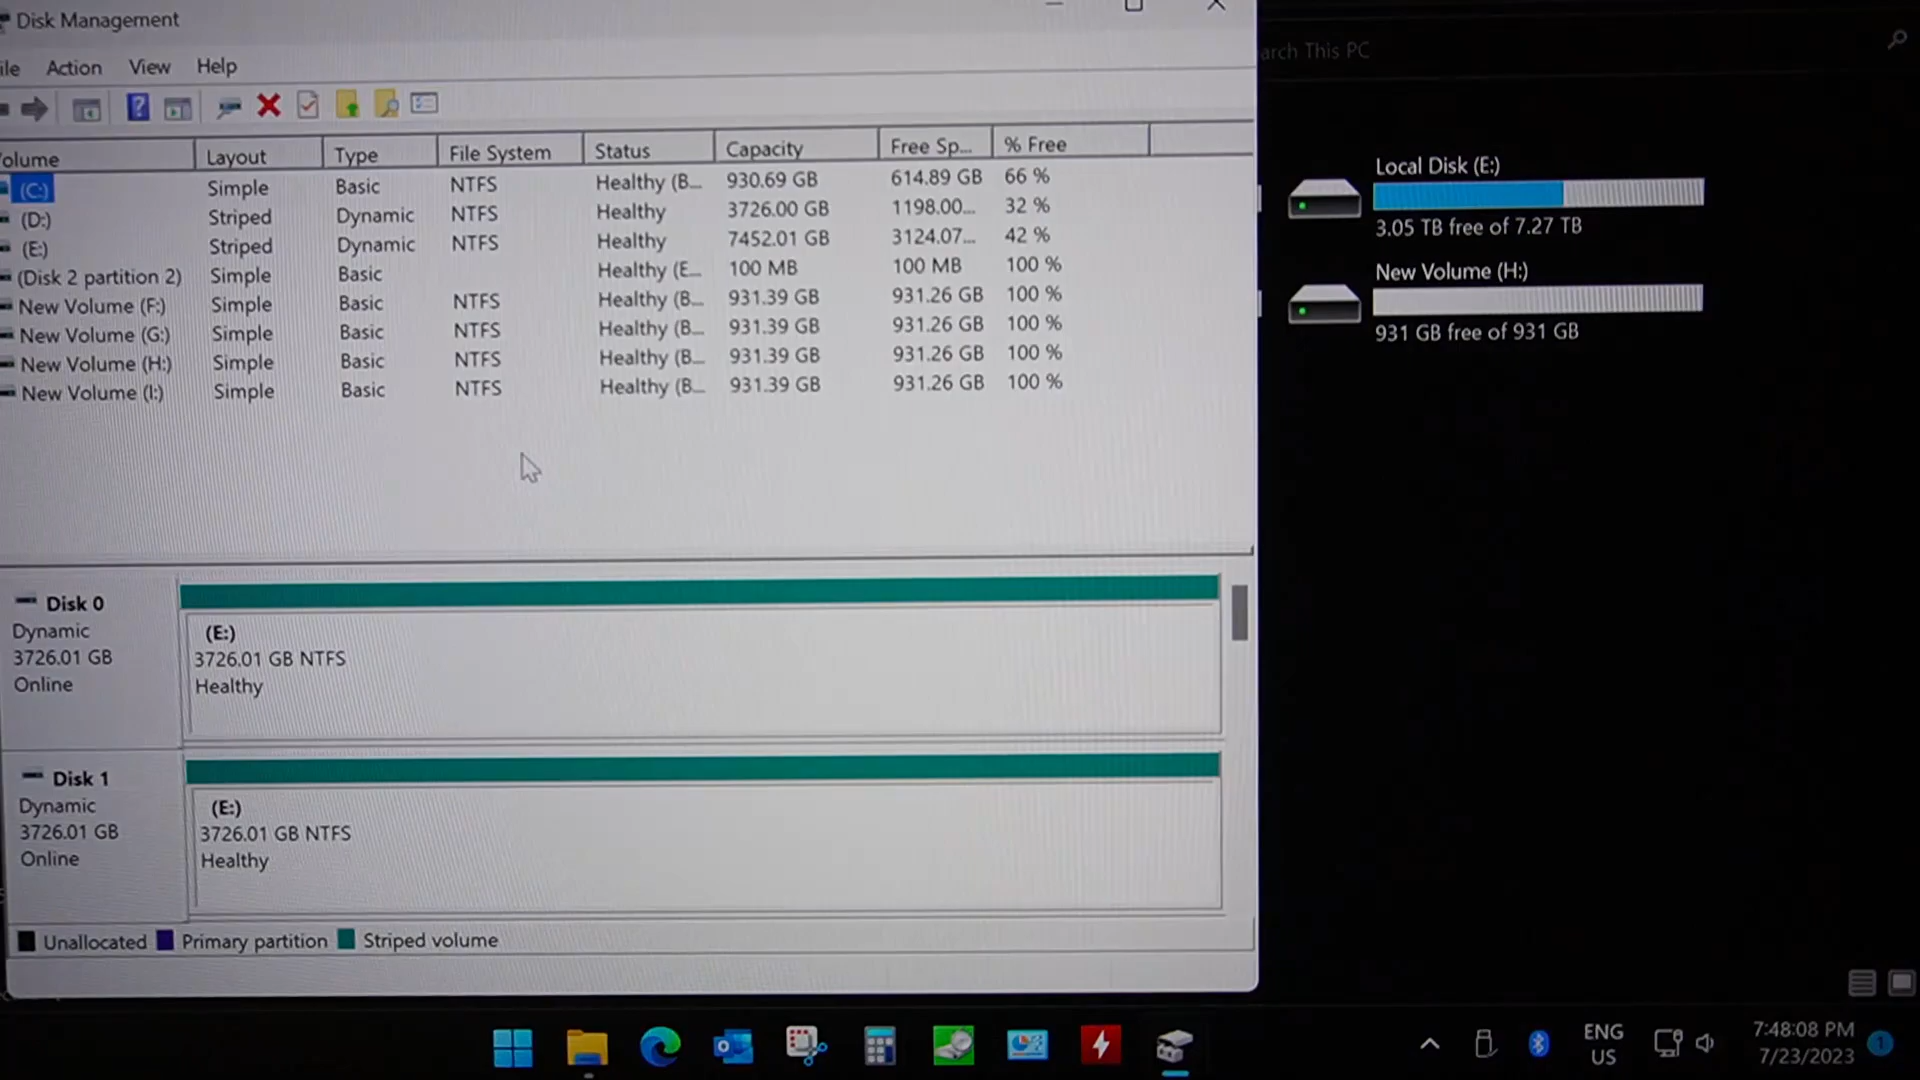 Disk Management
ile Action View Help
olume Layout Type File System Status Capacity Free Sp... % Free
(C:) Simple Basic NTFS Healthy (B... 930.69 GB 614.89 GB 66 %
(D:) Striped Dynamic NTFS Healthy 3726.00 GB 1198.00... 32 %
(E:) Striped Dynamic NTFS Healthy 7452.01 GB 3124.07... 42 %
(Disk 2 partition 2) Simple Basic Healthy (E... 100 MB 100 MB 100 %
New Volume (F:) Simple Basic NTFS Healthy (B... 931.39 GB 931.26 GB 100 %
New Volume (G:) Simple Basic NTFS Healthy (B... 931.39 GB 931.26 GB 100 %
New Volume (H:) Simple Basic NTFS Healthy (B... 931.39 GB 931.26 GB 100 %
New Volume (I:) Simple Basic NTFS Healthy (B... 931.39 GB 931.26 GB 100 %
Disk 0
Dynamic
3726.01 GB
Online
(E:)
3726.01 GB NTFS
Healthy
Disk 1
Dynamic
3726.01 GB
Online
(E:)
3726.01 GB NTFS
Healthy
Unallocated Primary partition Striped volume
arch This PC
Local Disk (E:)
3.05 TB free of 7.27 TB
New Volume (H:)
931 GB free of 931 GB
ENG
US
7:48:08 PM
7/23/2023
1